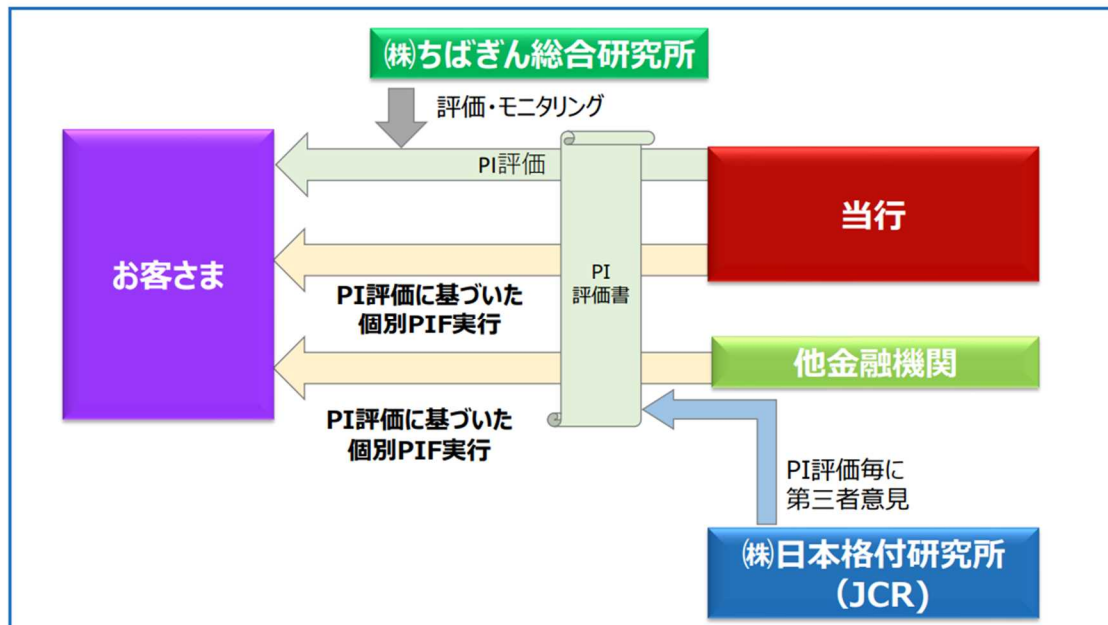 ㈱ちばぎん総合研究所
評価・モニタリング
PI評価
当行
お客さま
PI
評価書
PI評価に基づいた
個別PIF実行
他金融機関
PI評価に基づいた
個別PIF実行
PI評価毎に
第三者意見
㈱日本格付研究所
（JCR）